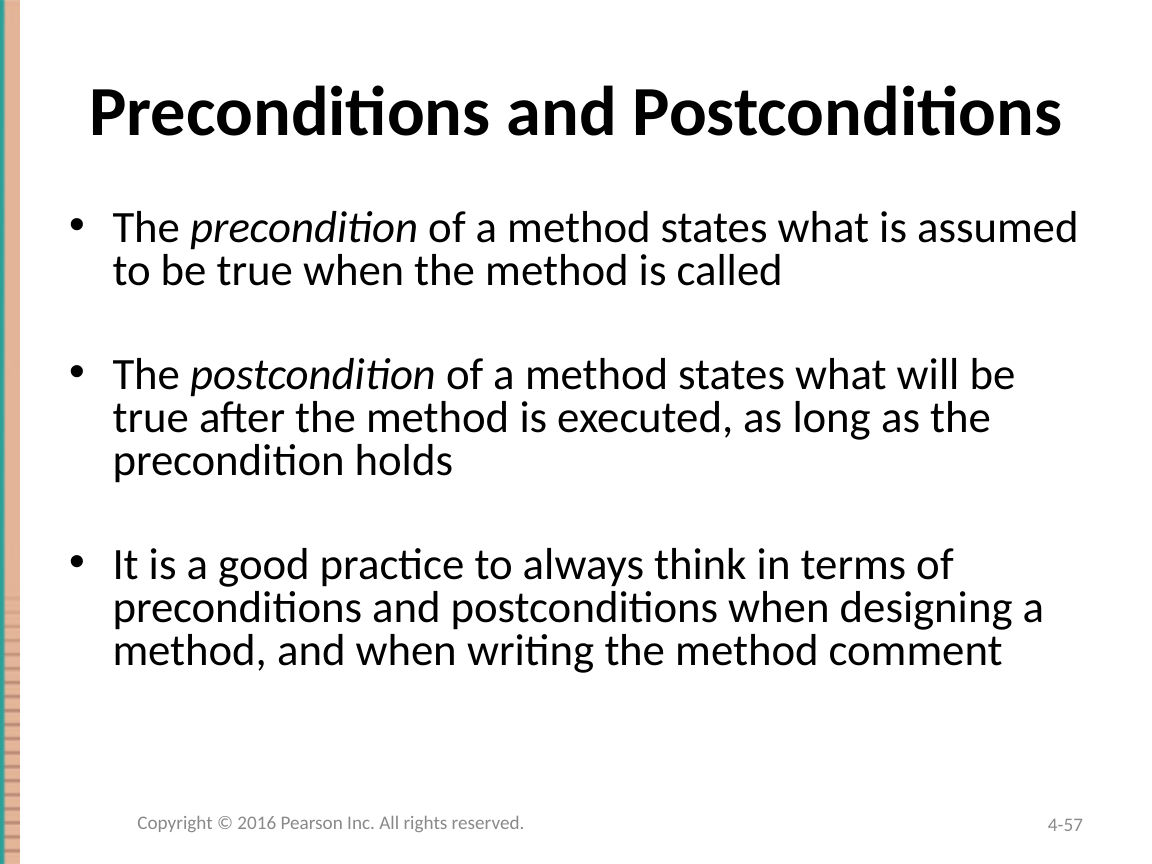 Preconditions and Postconditions
• The precondition of a method states what is assumed
to be true when the method is called
• The postcondition of a method states what will be
true after the method is executed, as long as the
precondition holds
• It is a good practice to always think in terms of
preconditions and postconditions when designing a
method, and when writing the method comment
Copyright © 2016 Pearson Inc. All rights reserved.
4-57